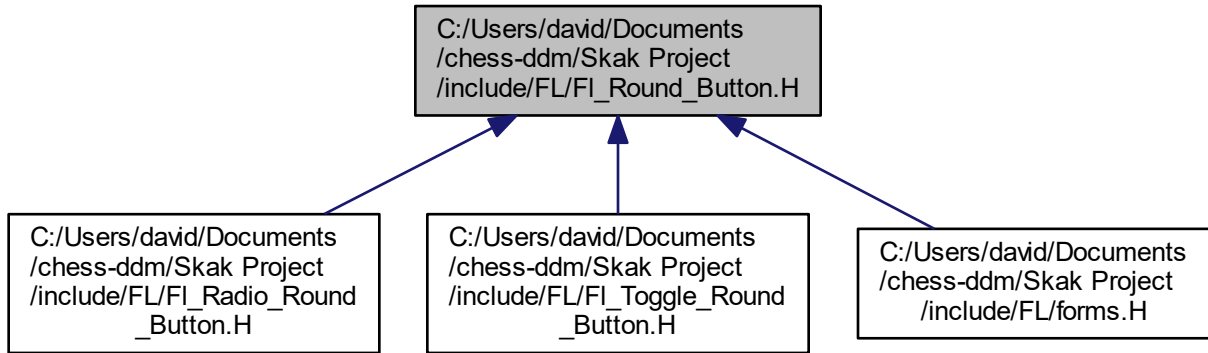 C:/Users/david/Documents
/chess-ddm/Skak Project
/include/FL/Fl_Round_Button.H
C:/Users/david/Documents
/chess-ddm/Skak Project
/include/FL/Fl_Radio_Round
_Button.H
C:/Users/david/Documents
/chess-ddm/Skak Project
/include/FL/Fl_Toggle_Round
_Button.H
C:/Users/david/Documents
/chess-ddm/Skak Project
/include/FL/forms.H